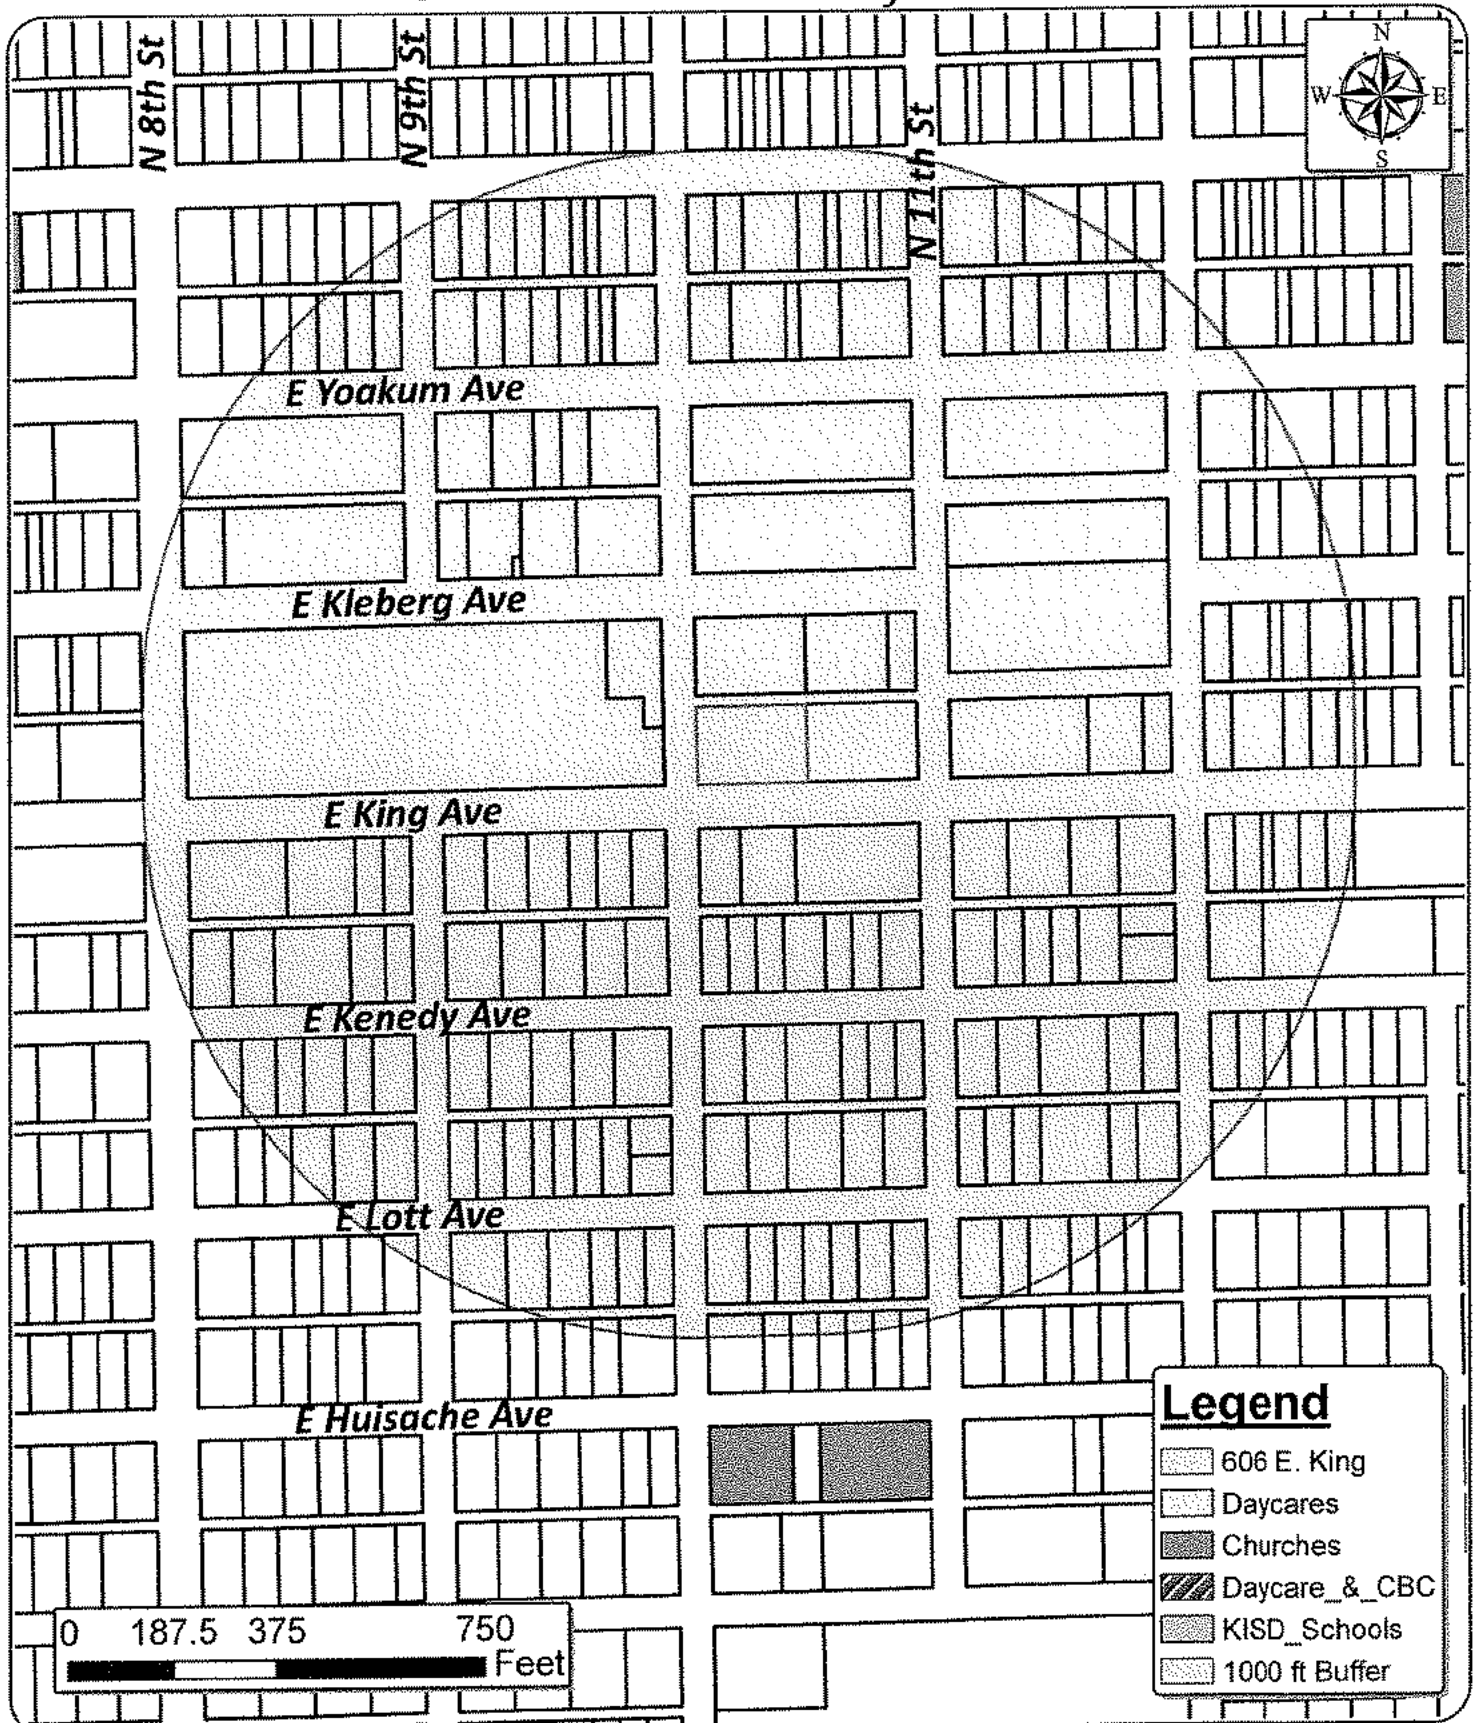 N 8th St
N 9th St
N 11th St
N
W
E
S
E Yoakum Ave
E Kleberg Ave
E King Ave
E Kenedy Ave
E Lott Ave
E Huisache Ave
Legend
606 E. King
Daycares
Churches
Daycare_&_CBC
KISD_Schools
1000 ft Buffer
0 187.5 375 750
Feet